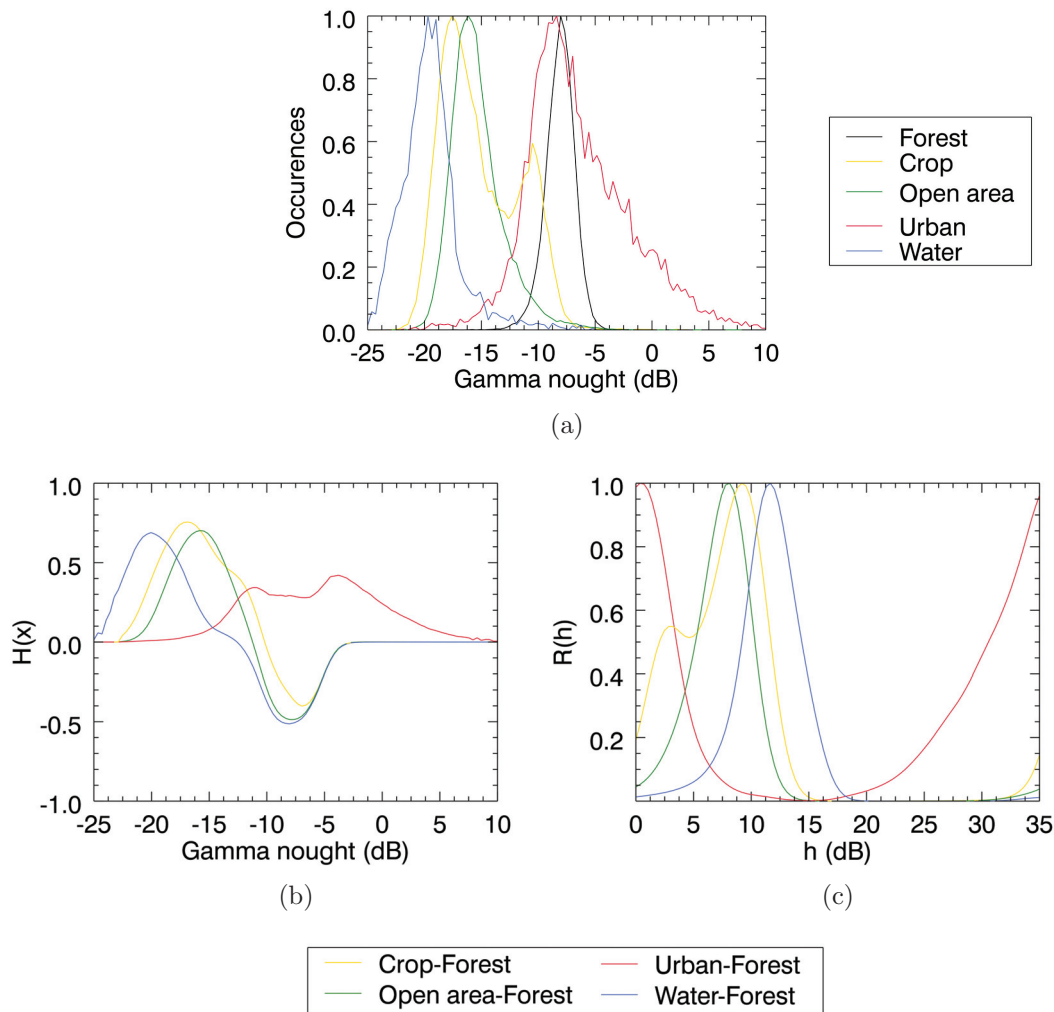 1.0
0.8
0.6
0.4
0.2
0.0
Occurences
-25 -20 -15 -10 -5 0 5 10
Gamma nought (dB)
Forest
Crop
Open area
Urban
Water
(a)
1.0
0.5
0.0
-0.5
-1.0
H(x)
-25 -20 -15 -10 -5 0 5 10
Gamma nought (dB)
(b)
1.0
0.8
0.6
0.4
0.2
R(h)
0 5 10 15 20 25 30 35
h (dB)
(c)
Crop-Forest Urban-Forest
Open area-Forest Water-Forest